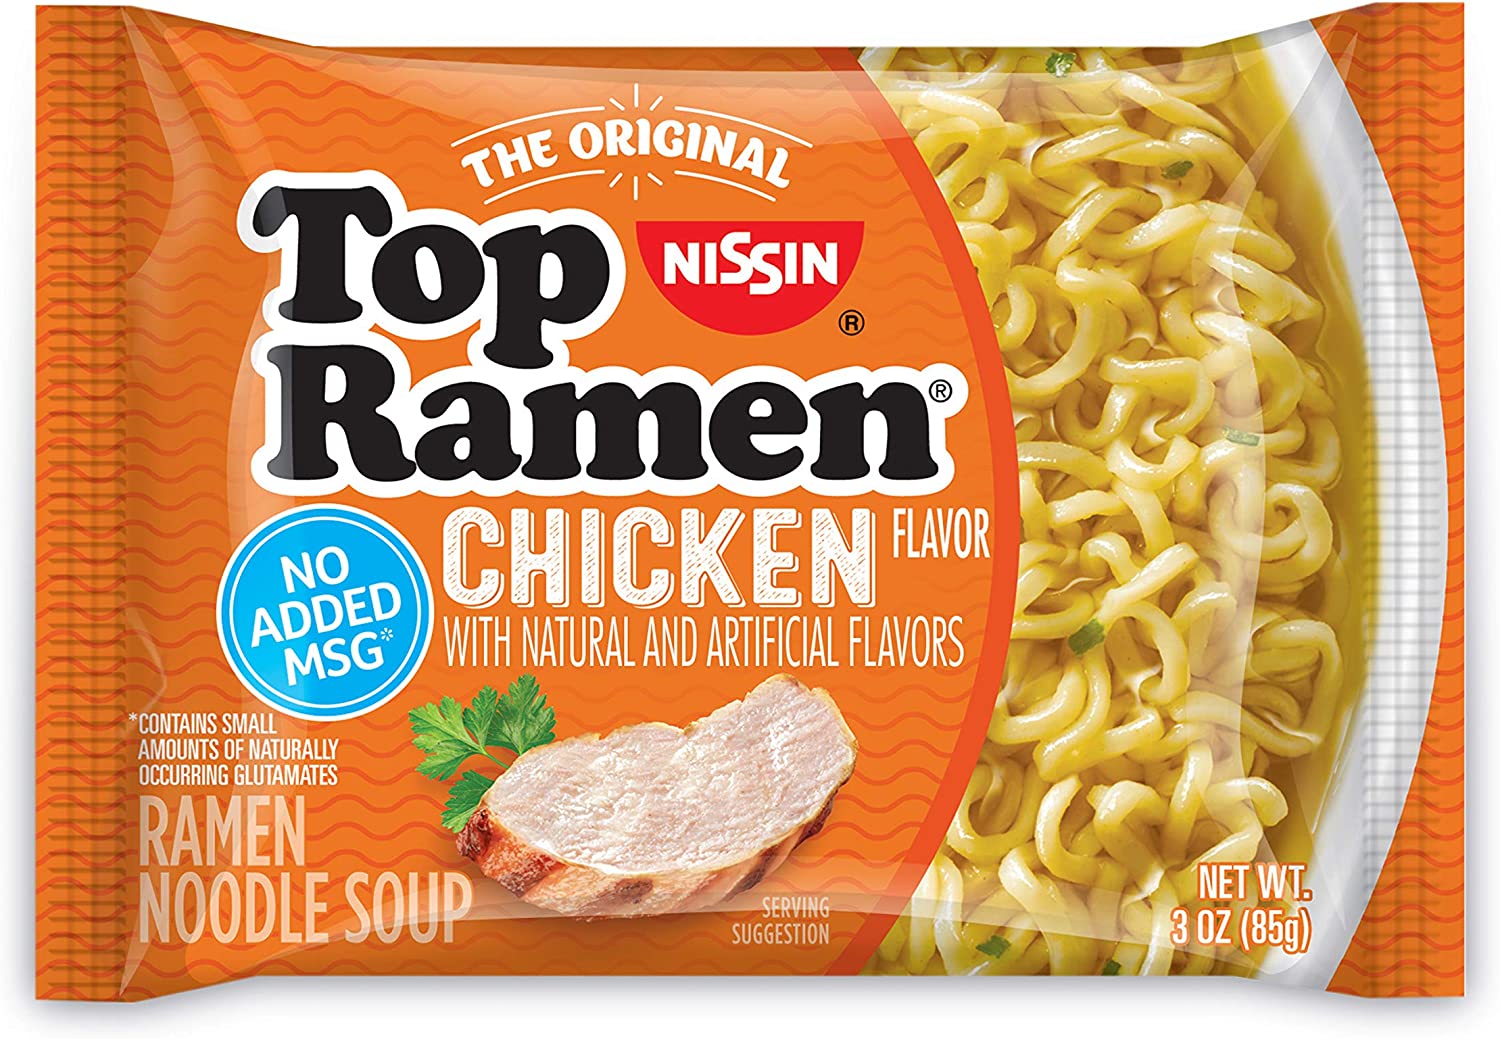 THE ORIGINAL
Top
NISSIN
®
Ramen®
CHICKEN FLAVOR
WITH NATURAL AND ARTIFICIAL FLAVORS
NO
ADDED
MSG*
*CONTAINS SMALL
AMOUNTS OF NATURALLY
OCCURRING GLUTAMATES
RAMEN
NOODLE SOUP
SERVING
SUGGESTION
NET WT.
3 OZ (85g)